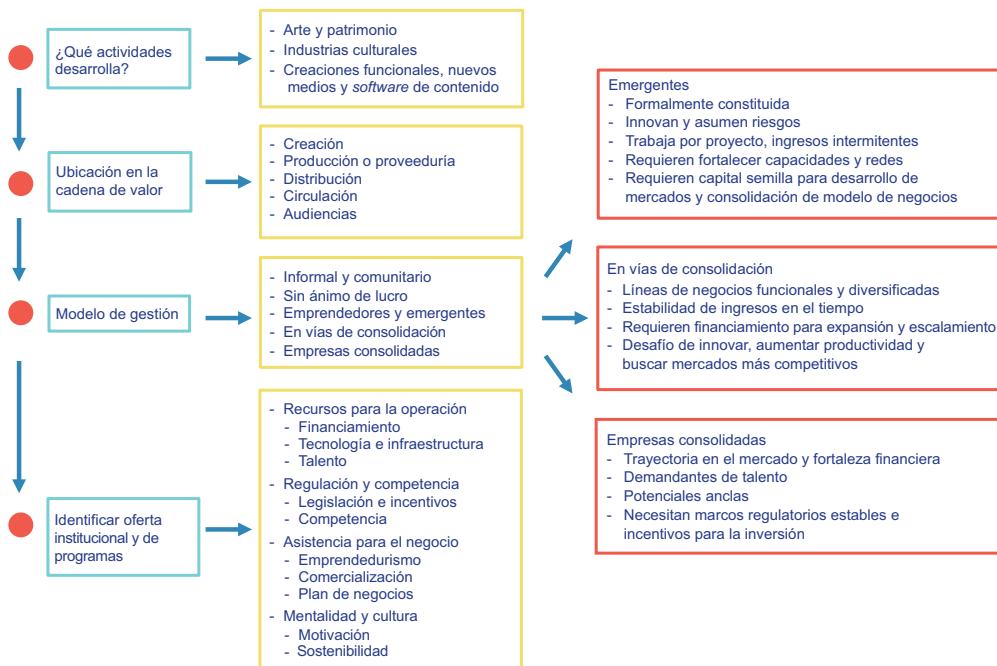 ¿Qué actividades
desarrolla?
- Arte y patrimonio
- Industrias culturales
- Creaciones funcionales, nuevos
medios y software de contenido
Ubicación en la
cadena de valor
- Creación
- Producción o proveeduría
- Distribución
- Circulación
- Audiencias
Modelo de gestión
- Informal y comunitario
- Sin ánimo de lucro
- Emprendedores y emergentes
- En vías de consolidación
- Empresas consolidadas
Emergentes
- Formalmente constituida
- Innovan y asumen riesgos
- Trabaja por proyecto, ingresos intermitentes
- Requieren fortalecer capacidades y redes
- Requieren capital semilla para desarrollo de
mercados y consolidación de modelo de negocios
En vías de consolidación
- Líneas de negocios funcionales y diversificadas
- Estabilidad de ingresos en el tiempo
- Requieren financiamiento para expansión y escalamiento
- Desafío de innovar, aumentar productividad y
buscar mercados más competitivos
Empresas consolidadas
- Trayectoria en el mercado y fortaleza financiera
- Demandantes de talento
- Potenciales anclas
- Necesitan marcos regulatorios estables e
incentivos para la inversión
Identificar oferta
institucional y de
programas
- Recursos para la operación
- Financiamiento
- Tecnología e infraestructura
- Talento
- Regulación y competencia
- Legislación e incentivos
- Competencia
- Asistencia para el negocio
- Emprendedurismo
- Comercialización
- Plan de negocios
- Mentalidad y cultura
- Motivación
- Sostenibilidad